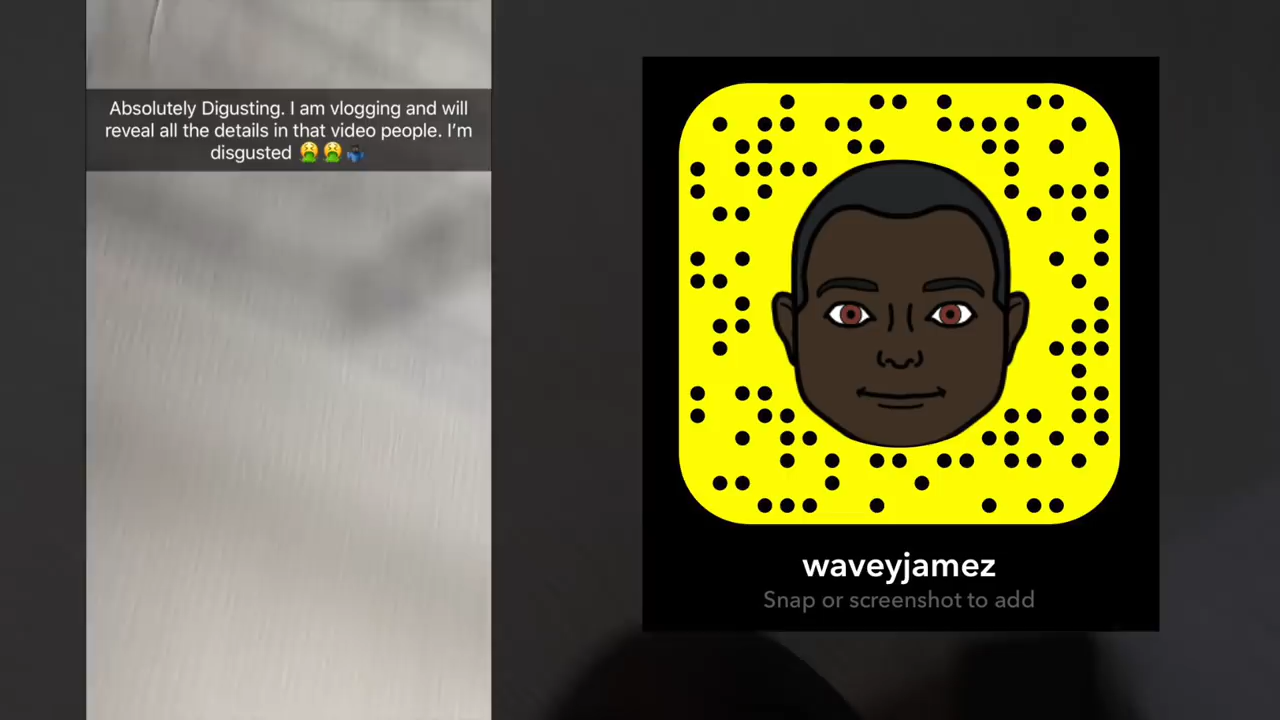 Absolutely Digusting. I am vlogging and will
reveal all the details in that video people. I'm
disgusted 🤮🤮🤷🏿‍♂️
waveyjamez
Snap or screenshot to add